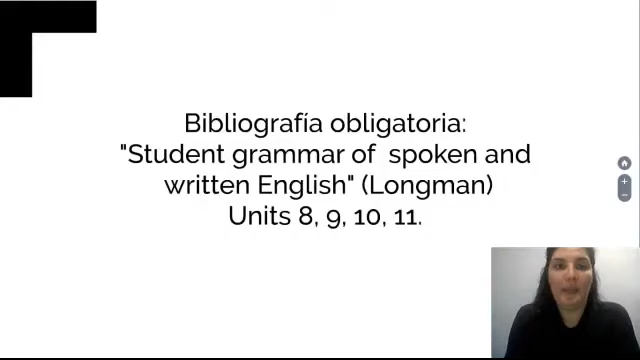 Bibliografía obligatoria:
"Student grammar of spoken and
written English" (Longman)
Units 8, 9, 10, 11.